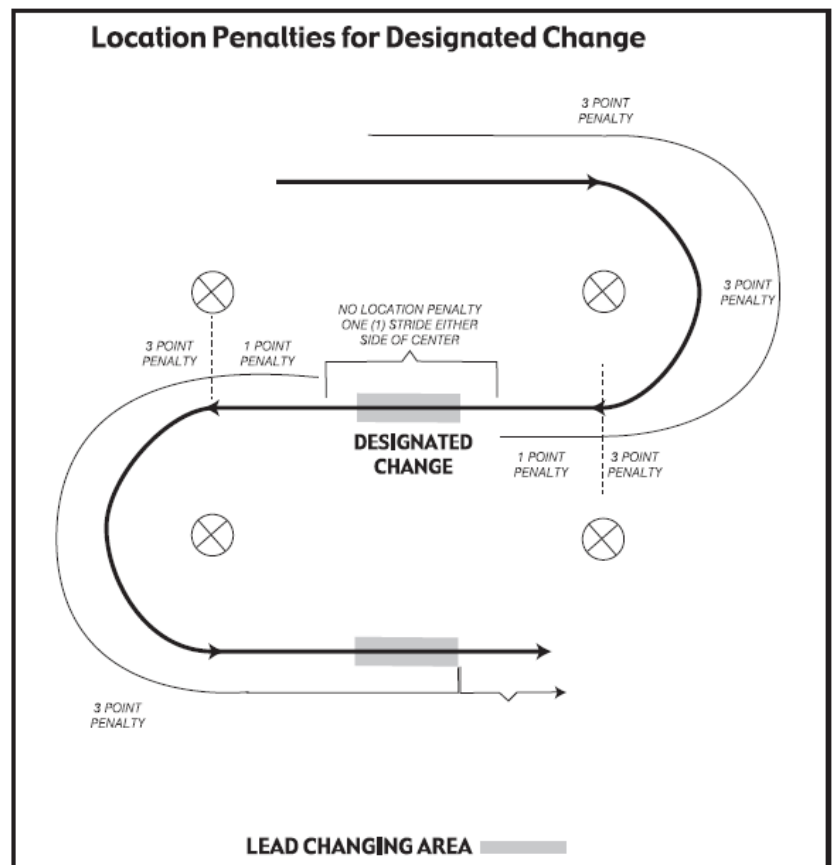 Location Penalties for Designated Change
3 POINT
PENALTY
3 POINT
PENALTY
NO LOCATION PENALTY
ONE (1) STRIDE EITHER
SIDE OF CENTER
3 POINT
PENALTY
1 POINT
PENALTY
DESIGNATED
CHANGE
1 POINT
PENALTY
3 POINT
PENALTY
3 POINT
PENALTY
LEAD CHANGING AREA